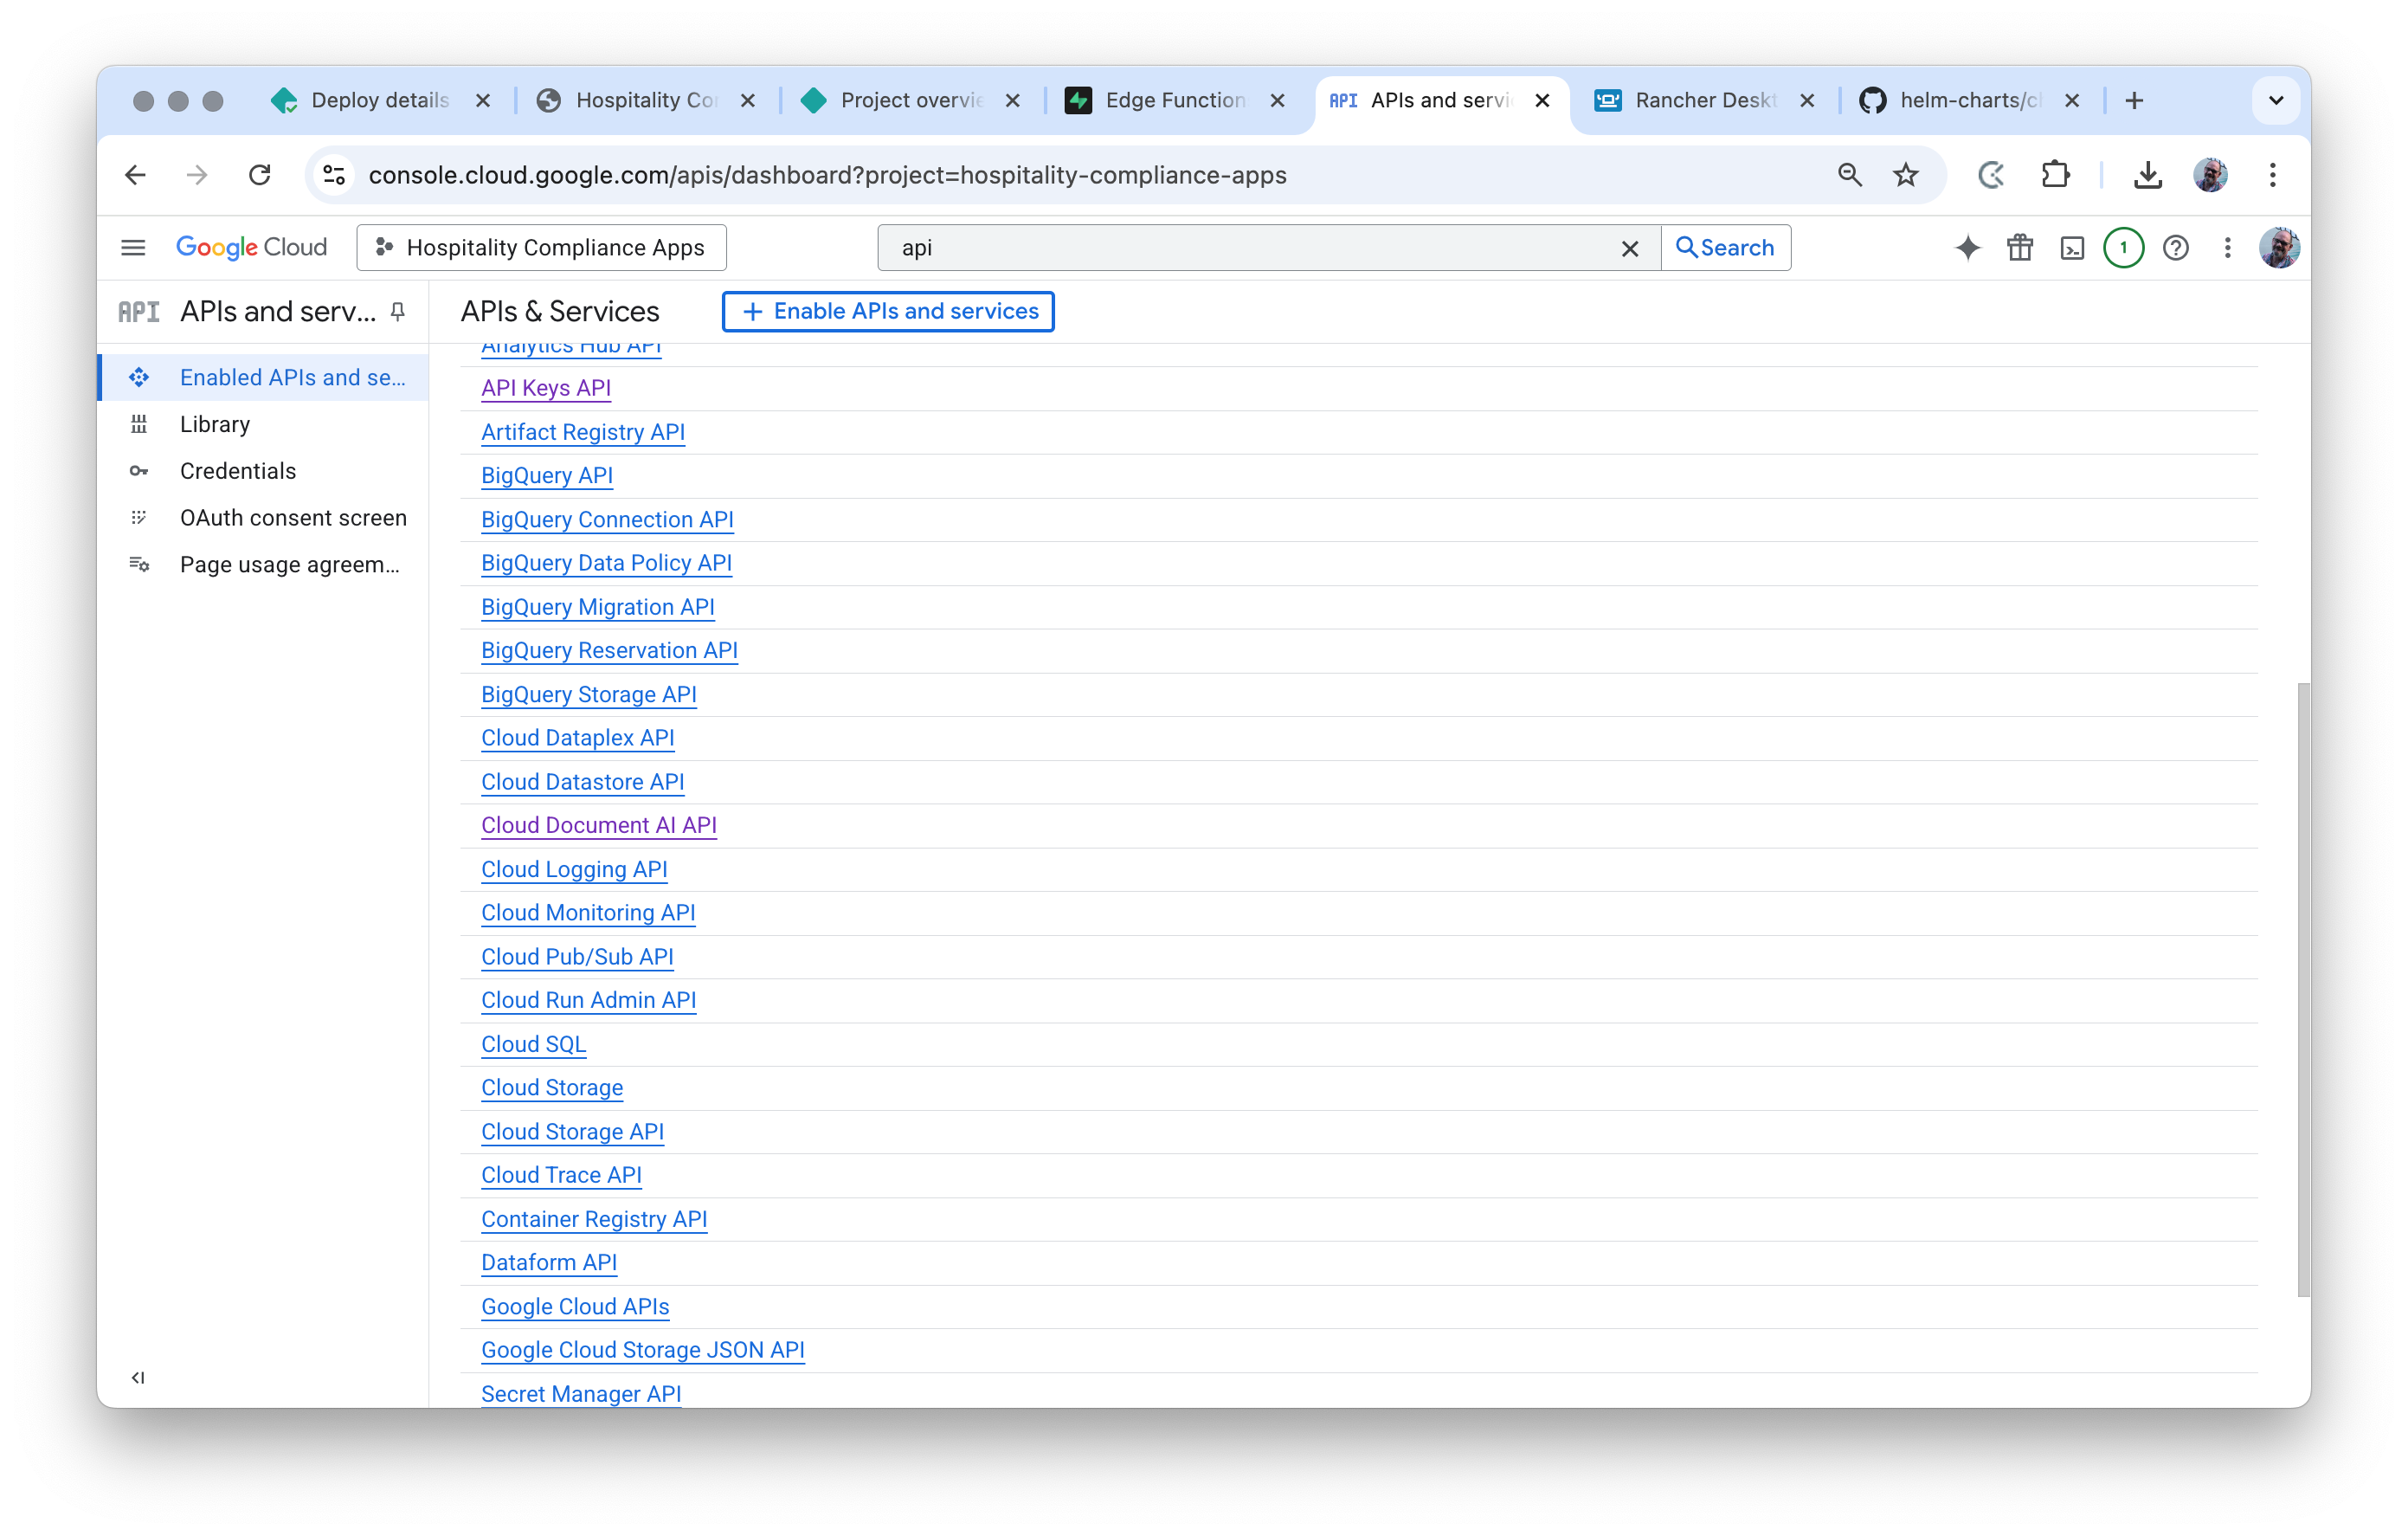 Deploy details
Hospitality Co
Project overvi
Edge Function
API APIs and servi
Rancher Deskt
helm-charts/c
console.cloud.google.com/apis/dashboard?project=hospitality-compliance-apps
Google Cloud
Hospitality Compliance Apps
api
Search
1
API APIs and serv...
APIs & Services
+ Enable APIs and services
Enabled APIs and se...
Library
Credentials
OAuth consent screen
Page usage agreem...
Analytics Hub API
API Keys API
Artifact Registry API
BigQuery API
BigQuery Connection API
BigQuery Data Policy API
BigQuery Migration API
BigQuery Reservation API
BigQuery Storage API
Cloud Dataplex API
Cloud Datastore API
Cloud Document AI API
Cloud Logging API
Cloud Monitoring API
Cloud Pub/Sub API
Cloud Run Admin API
Cloud SQL
Cloud Storage
Cloud Storage API
Cloud Trace API
Container Registry API
Dataform API
Google Cloud APIs
Google Cloud Storage JSON API
Secret Manager API